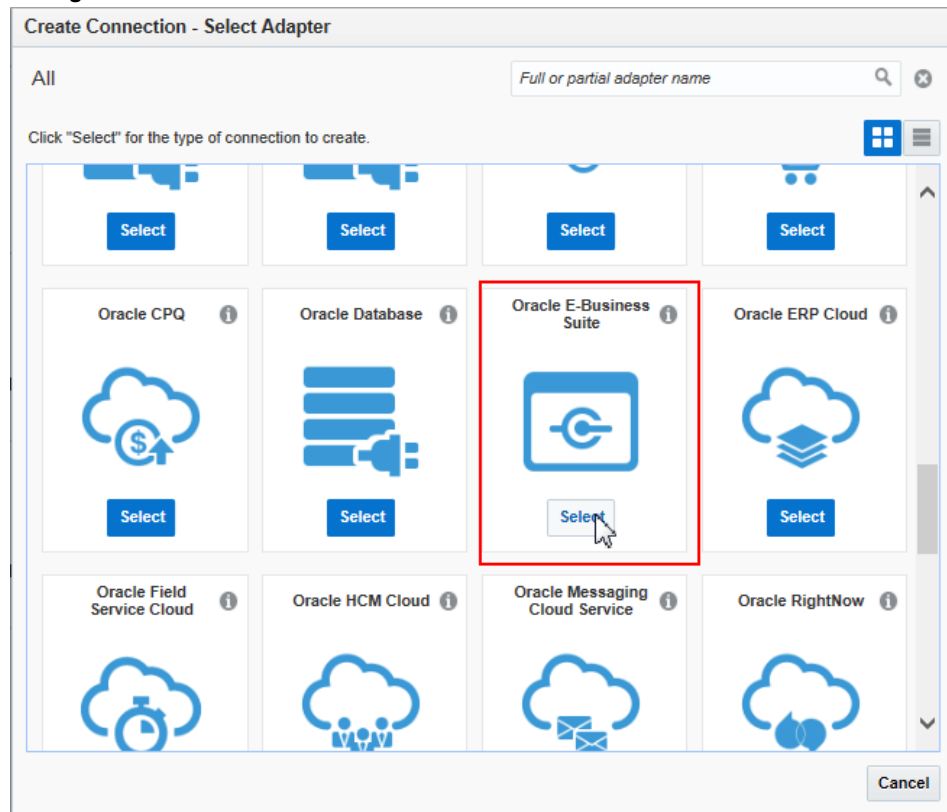 Create Connection - Select Adapter
All
Full or partial adapter name
Click "Select" for the type of connection to create.
Select
Select
Select
Select
Oracle CPQ
Oracle Database
Oracle E-Business
Suite
Oracle ERP Cloud
$
Select
Select
Select
Select
Oracle Field
Service Cloud
Oracle HCM Cloud
Oracle Messaging
Cloud Service
Oracle RightNow
Cancel